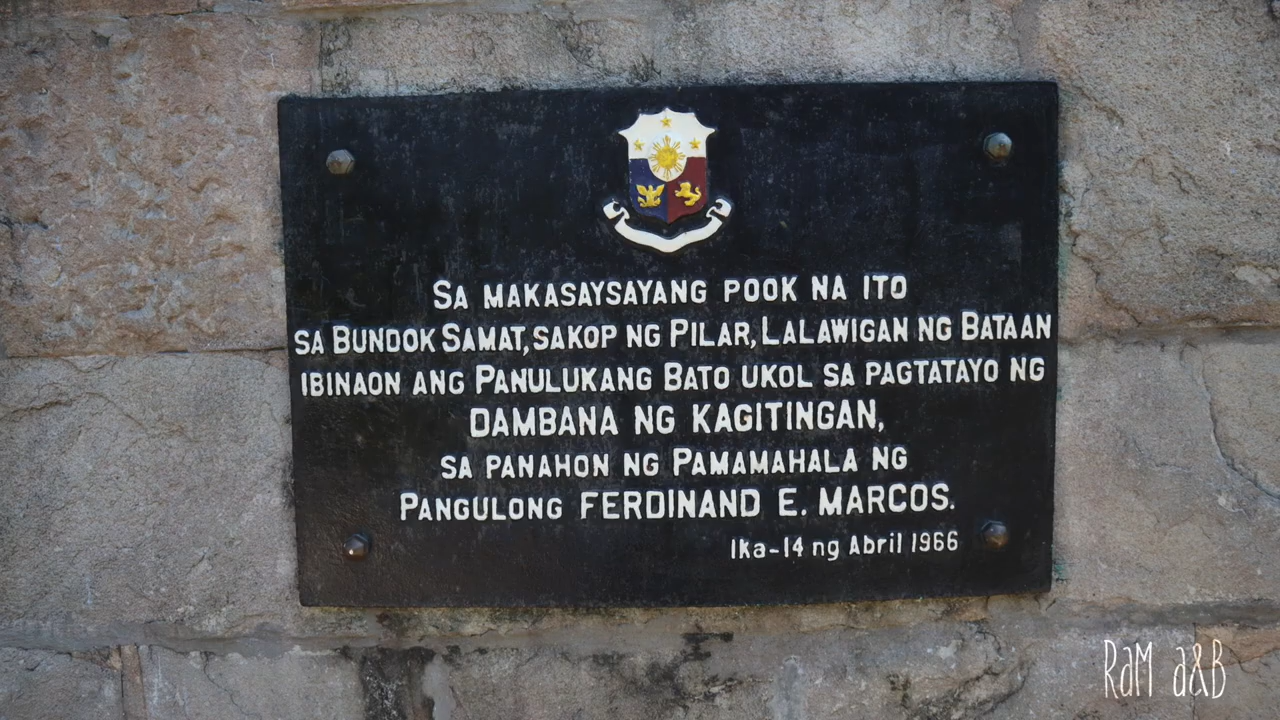 SA MAKASAYSAYANG POOK NA ITO
SA BUNDOK SAMAT, SAKOP NG PILAR, LALAWIGAN NG BATAAN
IBINAON ANG PANULUKANG BATO UKOL SA PAGTATAYO NG
DAMBANA NG KAGITINGAN,
SA PANAHON NG PAMAMAHALA NG
PANGULONG FERDINAND E. MARCOS.
Ika-14 ng Abril 1966
RaM a&B